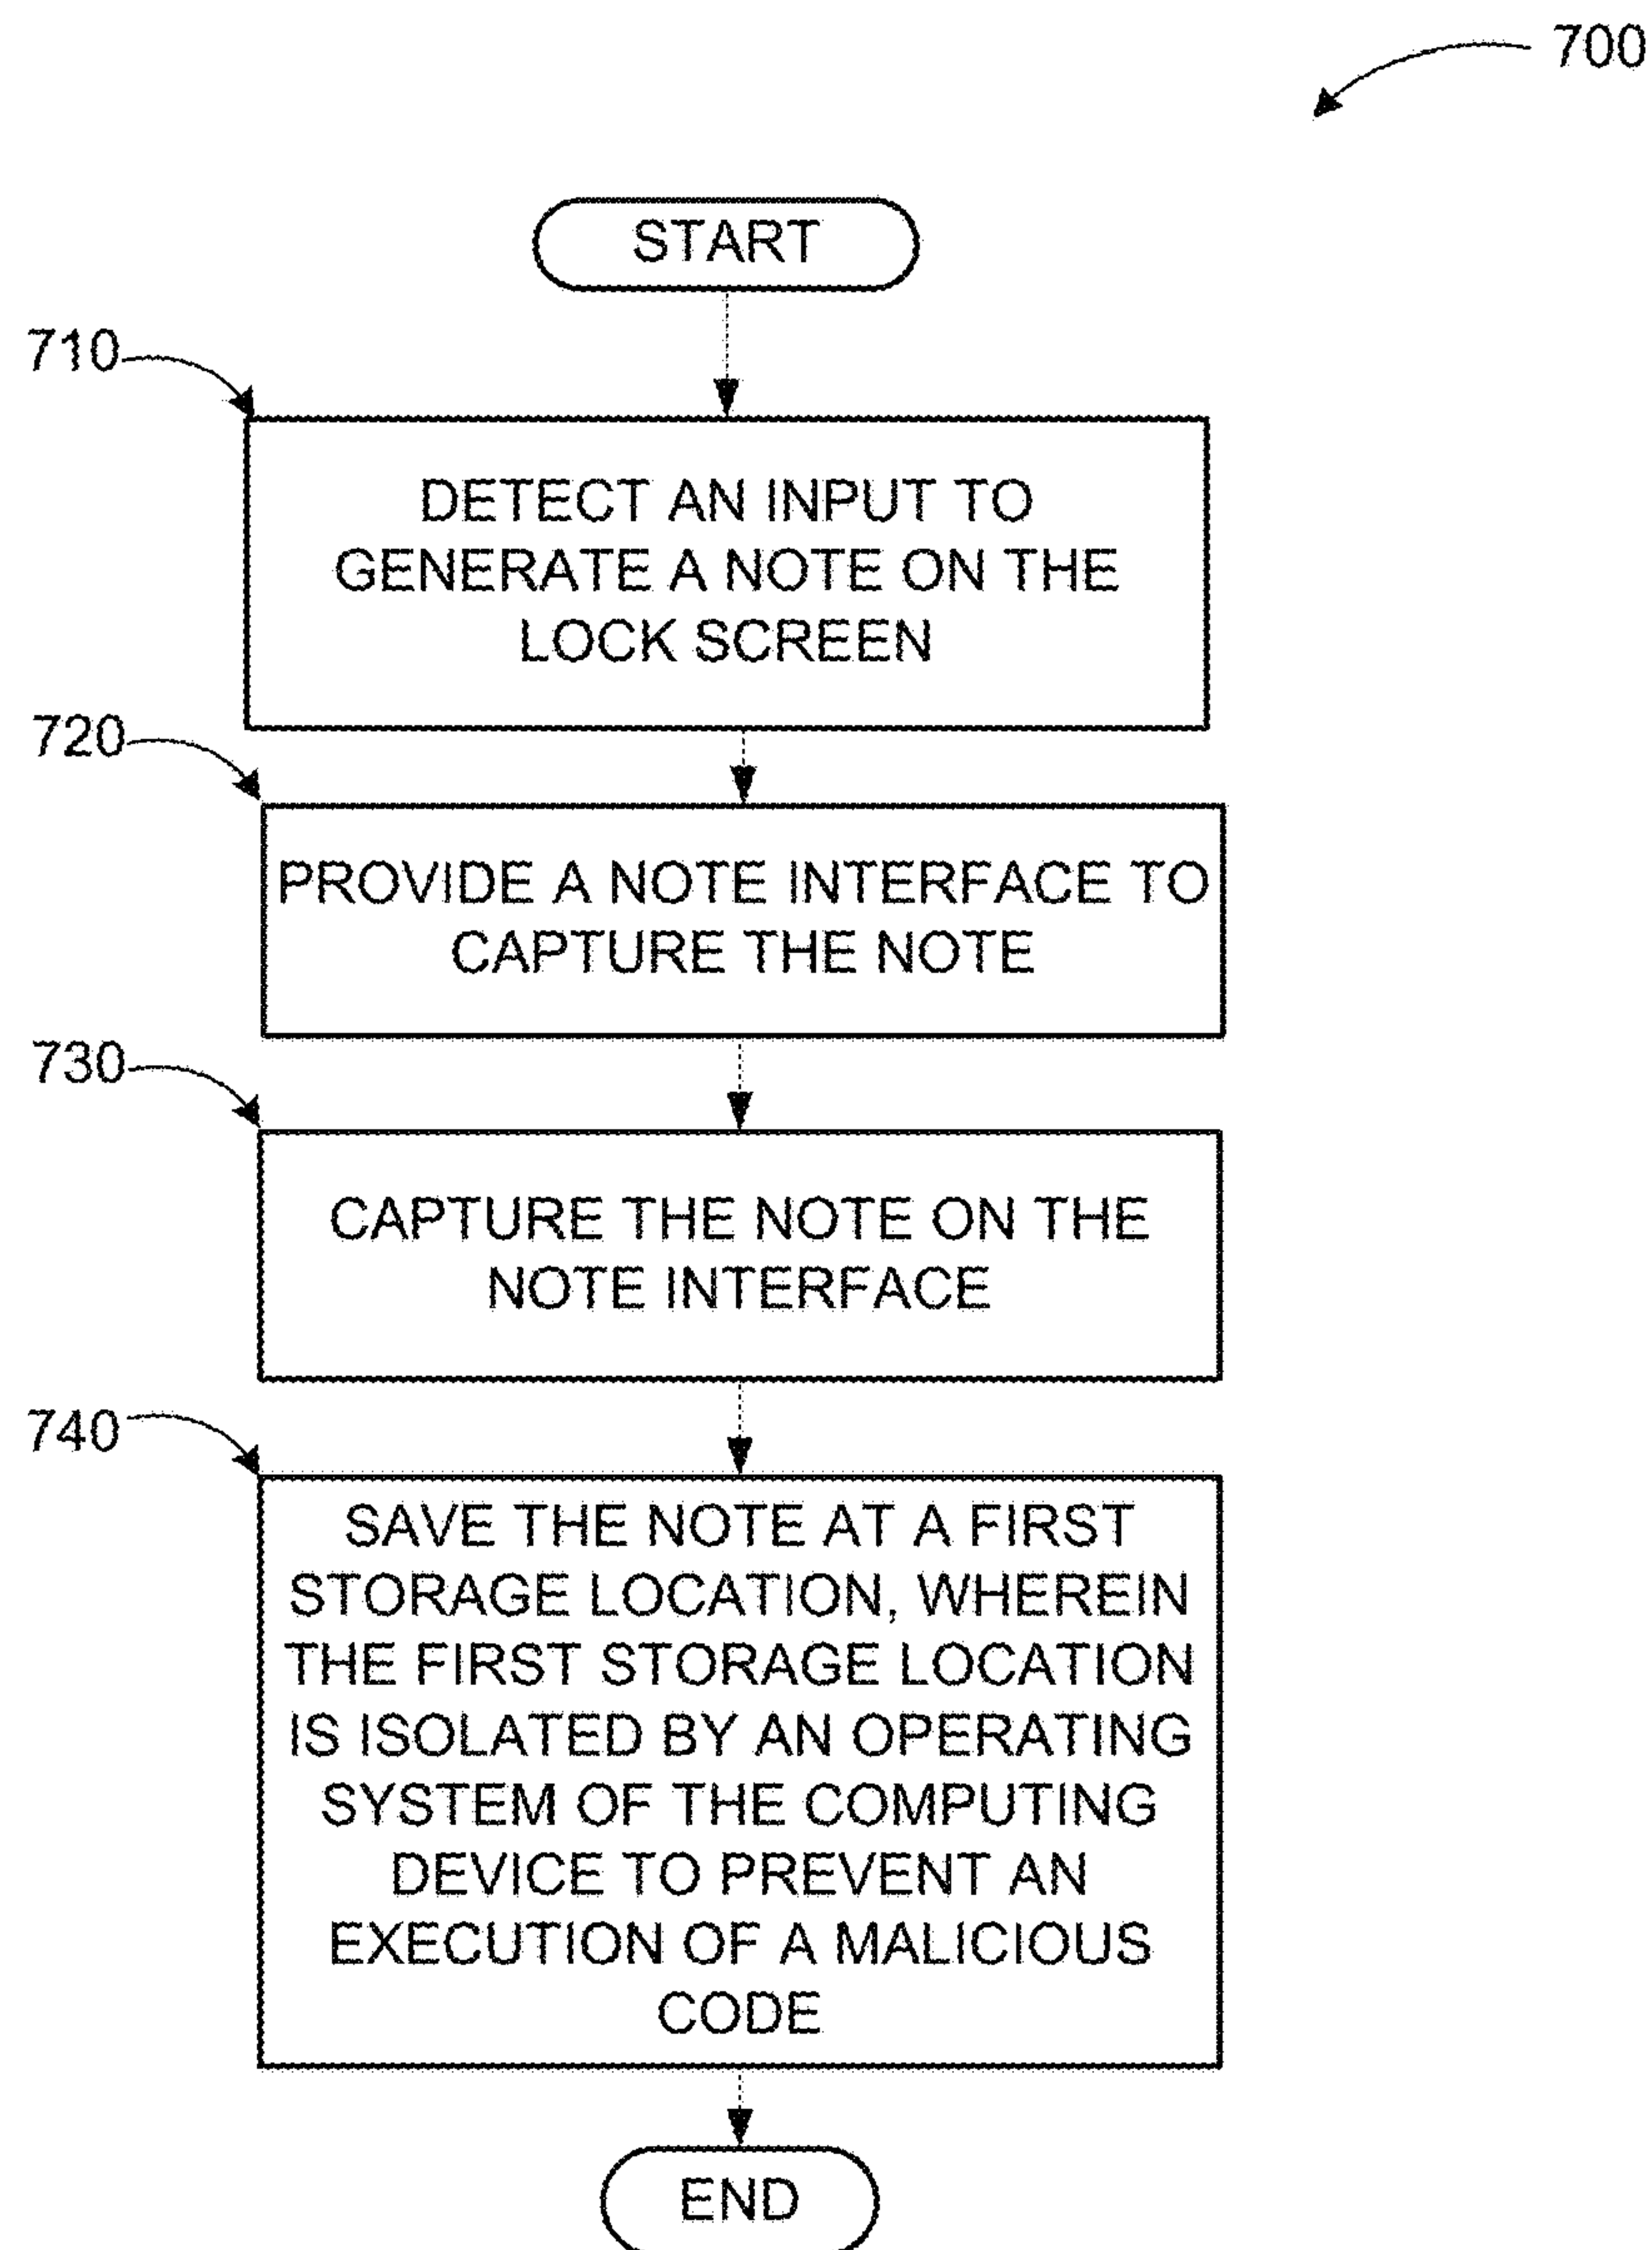 700
START
710
DETECT AN INPUT TO
GENERATE A NOTE ON THE
LOCK SCREEN
720
PROVIDE A NOTE INTERFACE TO
CAPTURE THE NOTE
730
CAPTURE THE NOTE ON THE
NOTE INTERFACE
740
SAVE THE NOTE AT A FIRST
STORAGE LOCATION, WHEREIN
THE FIRST STORAGE LOCATION
IS ISOLATED BY AN OPERATING
SYSTEM OF THE COMPUTING
DEVICE TO PREVENT AN
EXECUTION OF A MALICIOUS
CODE
END